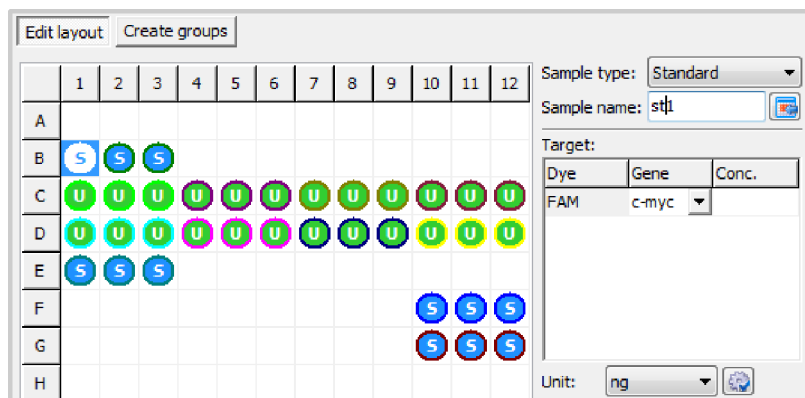 Edit layout Create groups
1 2 3 4 5 6 7 8 9 10 11 12
Sample type: Standard
Sample name: st1
A
Target:
B S S S
Dye Gene Conc.
C U U U U U U U U U U U U
FAM c-myc
D U U U U U U U U U U U U
E S S S
F S S S
G S S S
H
Unit: ng